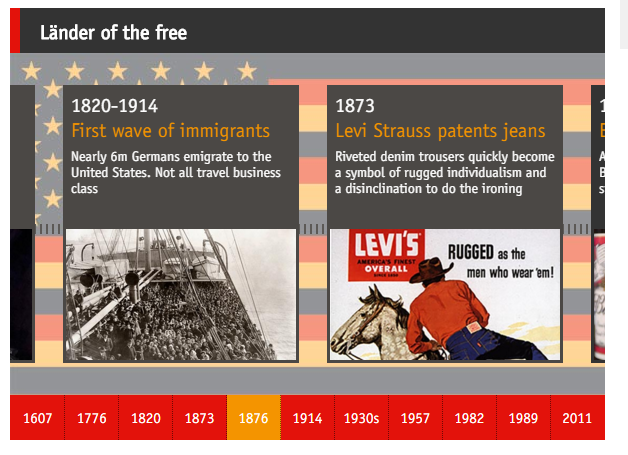 Länder of the free
1820-1914
First wave of immigrants
Nearly 6m Germans emigrate to the
United States. Not all travel business
class
1873
Levi Strauss patents jeans
Riveted denim trousers quickly become
a symbol of rugged individualism and
a disinclination to do the ironing
LEVI'S
AMERICA'S FINEST
OVERALL
RUGGED as the
men who wear 'em!
1607 1776 1820 1873 1876 1914 1930s 1957 1982 1989 2011